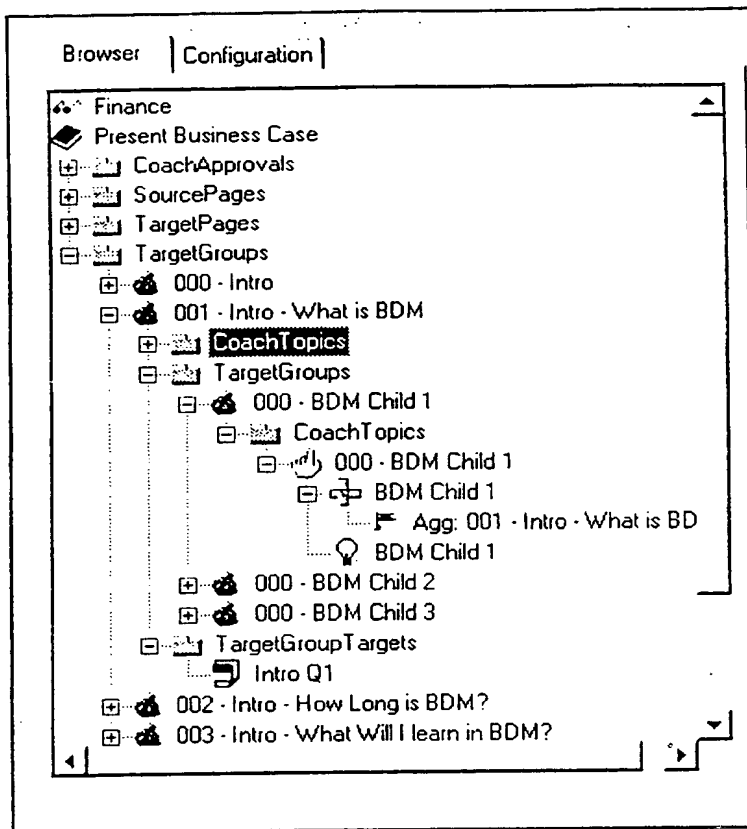 Browser Configuration
Finance
Present Business Case
CoachApprovals
SourcePages
TargetPages
TargetGroups
000 - Intro
001 - Intro - What is BDM
CoachTopics
TargetGroups
000 - BDM Child 1
CoachTopics
000 - BDM Child 1
BDM Child 1
Agg: 001 - Intro - What is BD
BDM Child 1
000 - BDM Child 2
000 - BDM Child 3
TargetGroupTargets
Intro Q1
002 - Intro - How Long is BDM?
003 - Intro - What Will I learn in BDM?